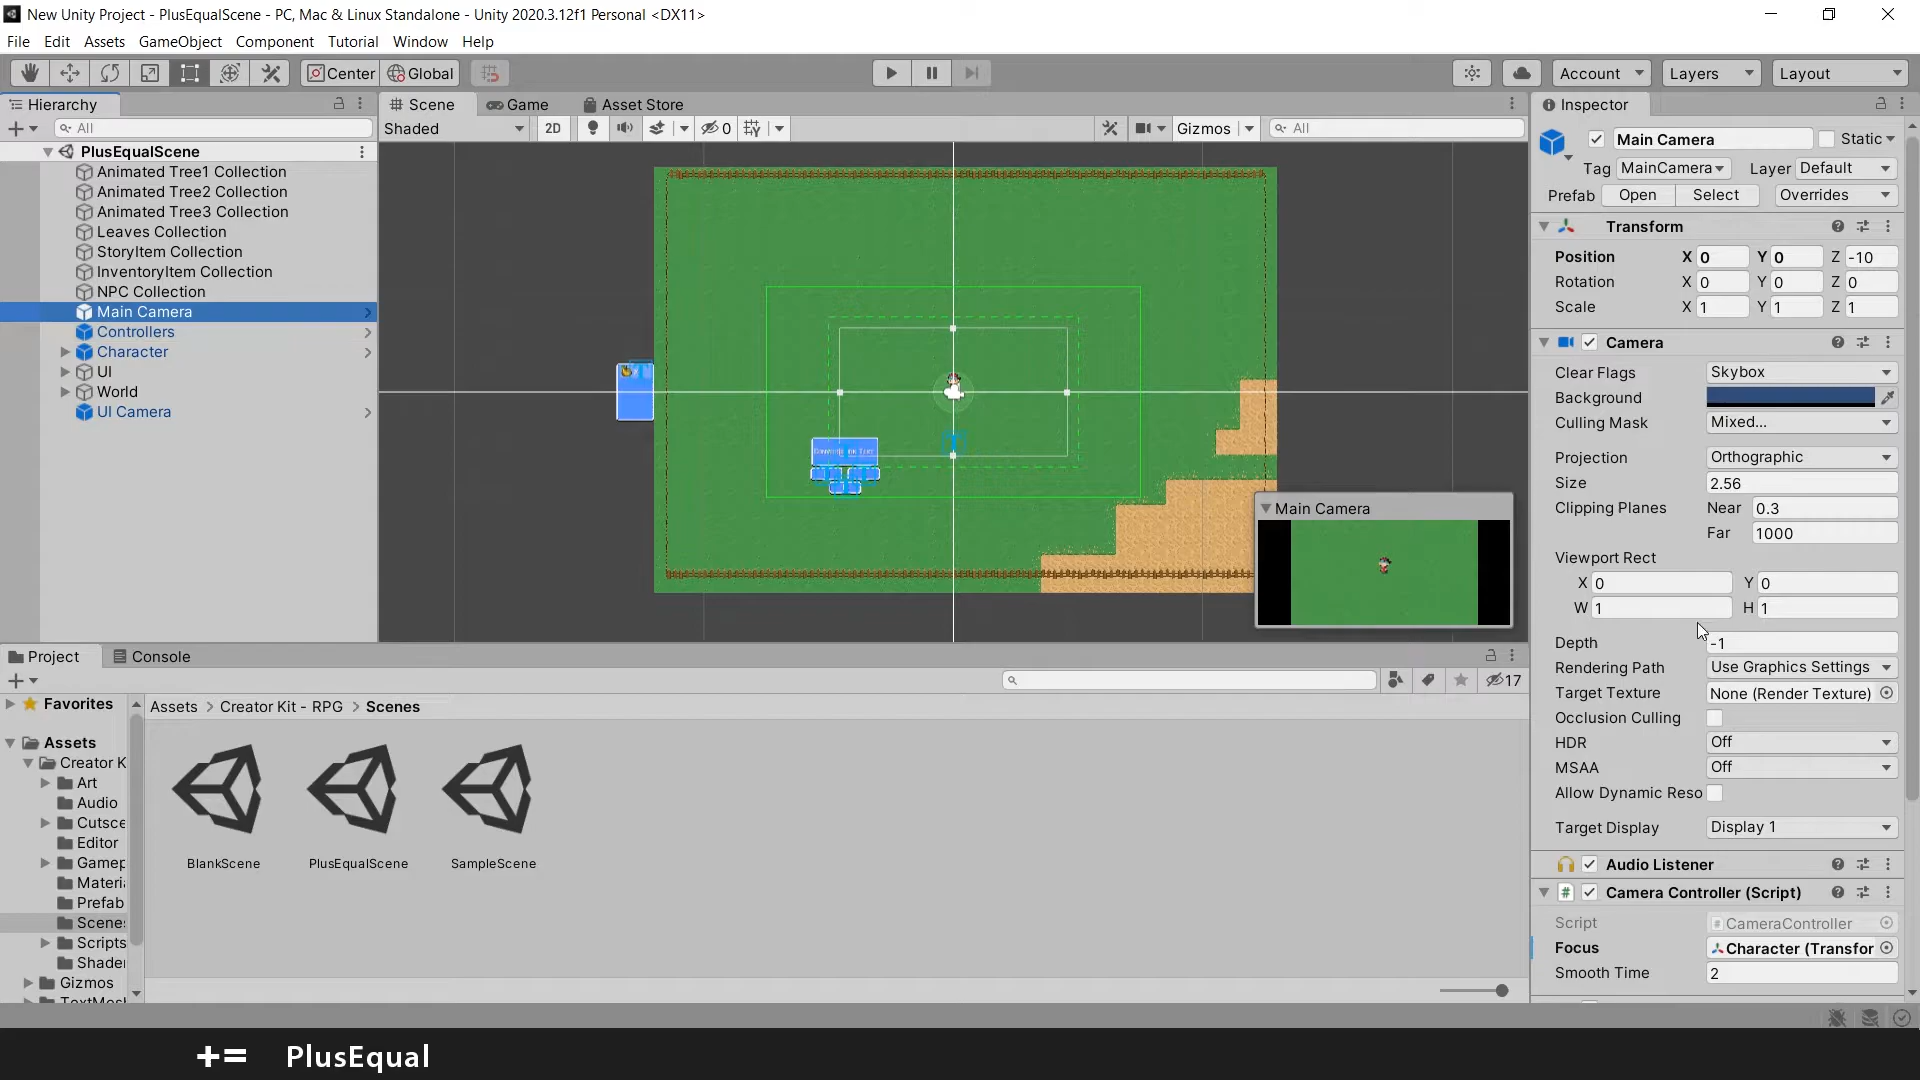 New Unity Project - PlusEqualScene - PC, Mac & Linux Standalone - Unity 2020.3.12f1 Personal <DX11>
File Edit Assets GameObject Component Tutorial Window Help
Center Global Account Layers Layout
Hierarchy
All
PlusEqualScene
Animated Tree1 Collection
Animated Tree2 Collection
Animated Tree3 Collection
Leaves Collection
StoryItem Collection
InventoryItem Collection
NPC Collection
Main Camera
Controllers
Character
UI
World
UI Camera
Scene Game Asset Store
Shaded 2D 0 Gizmos All
Main Camera
Inspector
Main Camera Static
Tag MainCamera Layer Default
Prefab Open Select Overrides
Transform
Position X 0 Y 0 Z -10
Rotation X 0 Y 0 Z 0
Scale X 1 Y 1 Z 1
Camera
Clear Flags Skybox
Background
Culling Mask Mixed...
Projection Orthographic
Size 2.56
Clipping Planes Near 0.3
Far 1000
Viewport Rect
X 0 Y 0
W 1 H 1
Depth -1
Rendering Path Use Graphics Settings
Target Texture None (Render Texture)
Occlusion Culling
HDR Off
MSAA Off
Allow Dynamic Reso
Target Display Display 1
Audio Listener
# Camera Controller (Script)
Script CameraController
Focus Character (Transfor
Smooth Time 2
Project Console
17
Favorites
Assets
Creator K
Art
Audio
Cutsce
Editor
Gamep
Materia
Prefab
Scenes
Scripts
Shader
Gizmos
TextMesh
Assets > Creator Kit - RPG > Scenes
BlankScene PlusEqualScene SampleScene
+= PlusEqual